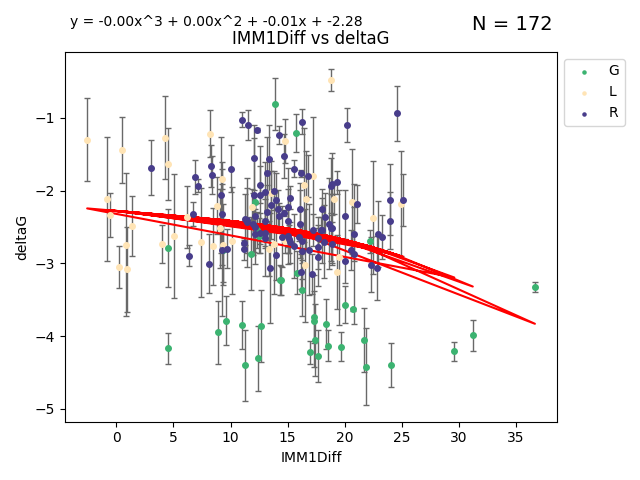 y = -0.00x^3 + 0.00x^2 + -0.01x + -2.28
N = 172
IMM1Diff vs deltaG
G
L
R
−1
−2
−3
−4
−5
deltaG
0 5 10 15 20 25 30 35
IMM1Diff